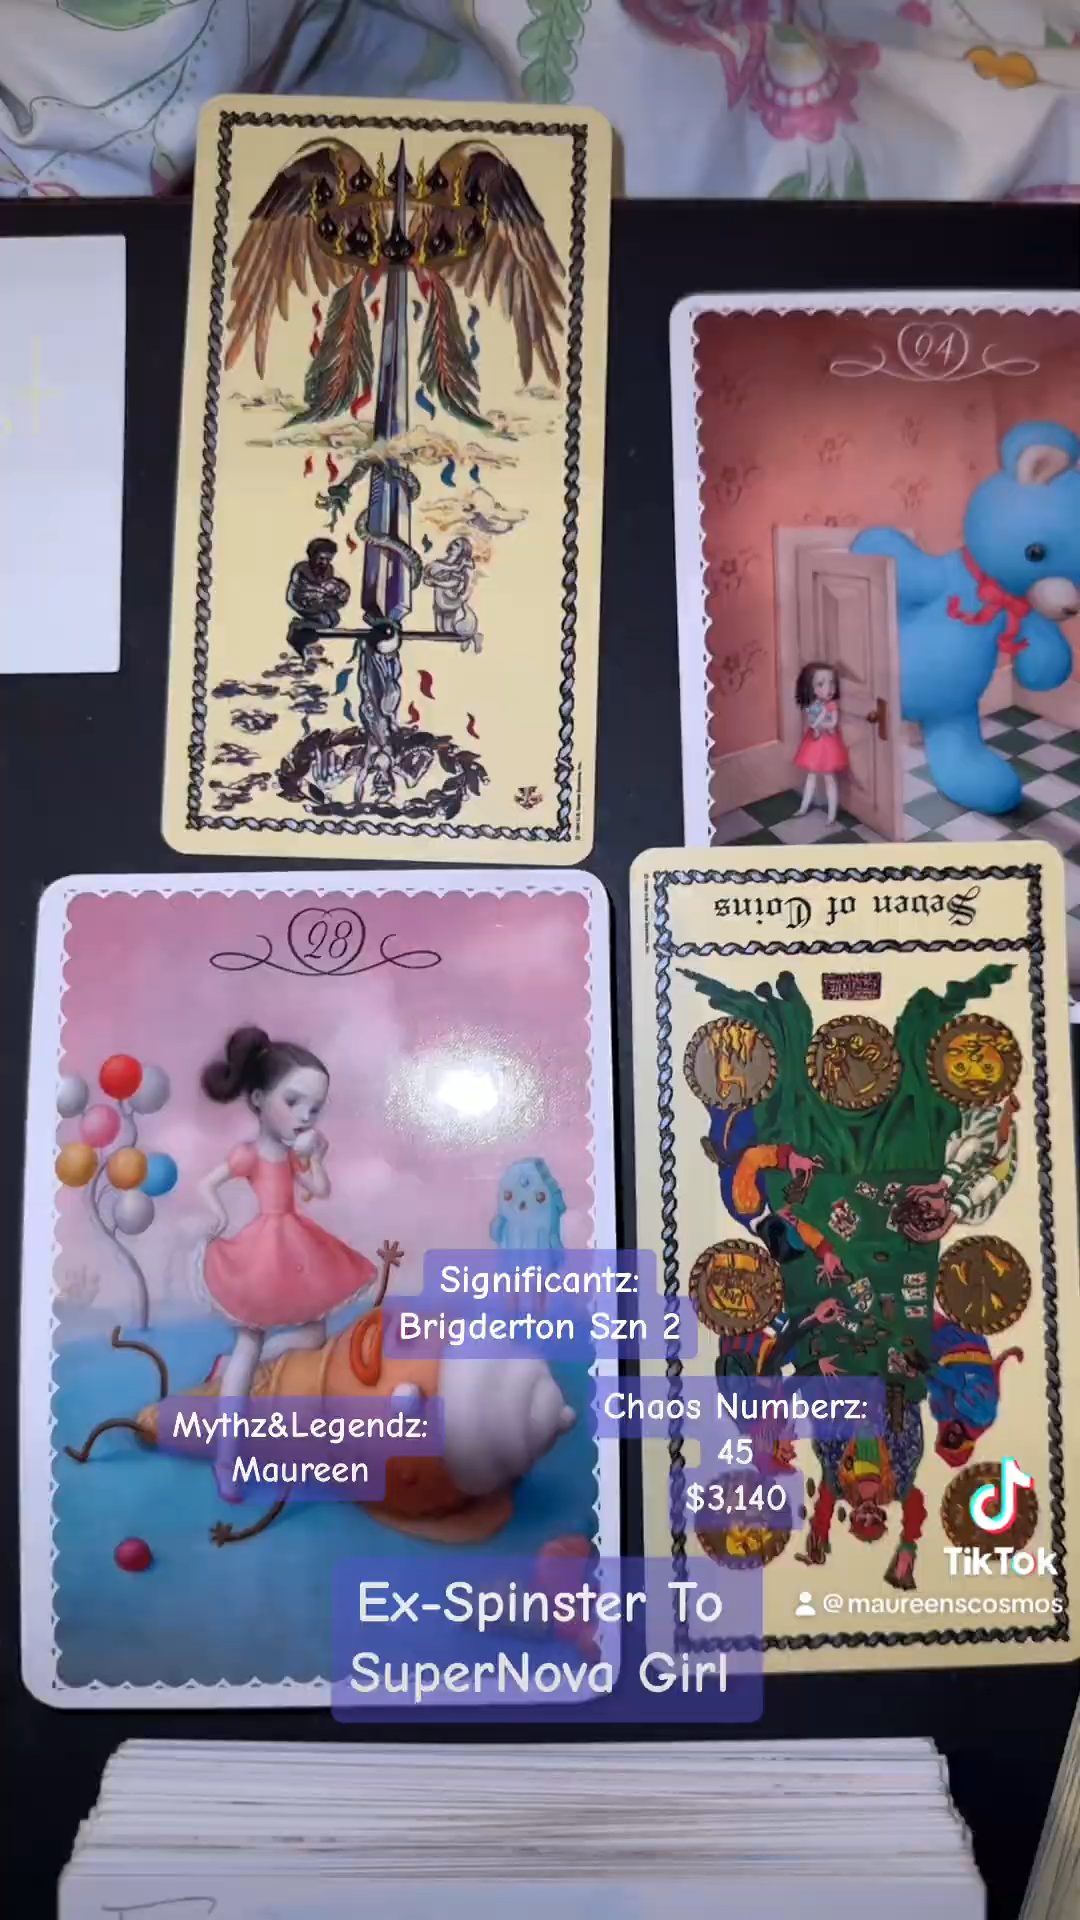 24
Seven of Coins
28
Significantz:
Brigderton Szn 2
Mythz&Legendz:
Maureen
Chaos Numberz:
45
$3,140
TikTok
@maureenscosmos
Ex-Spinster To
SuperNova Girl